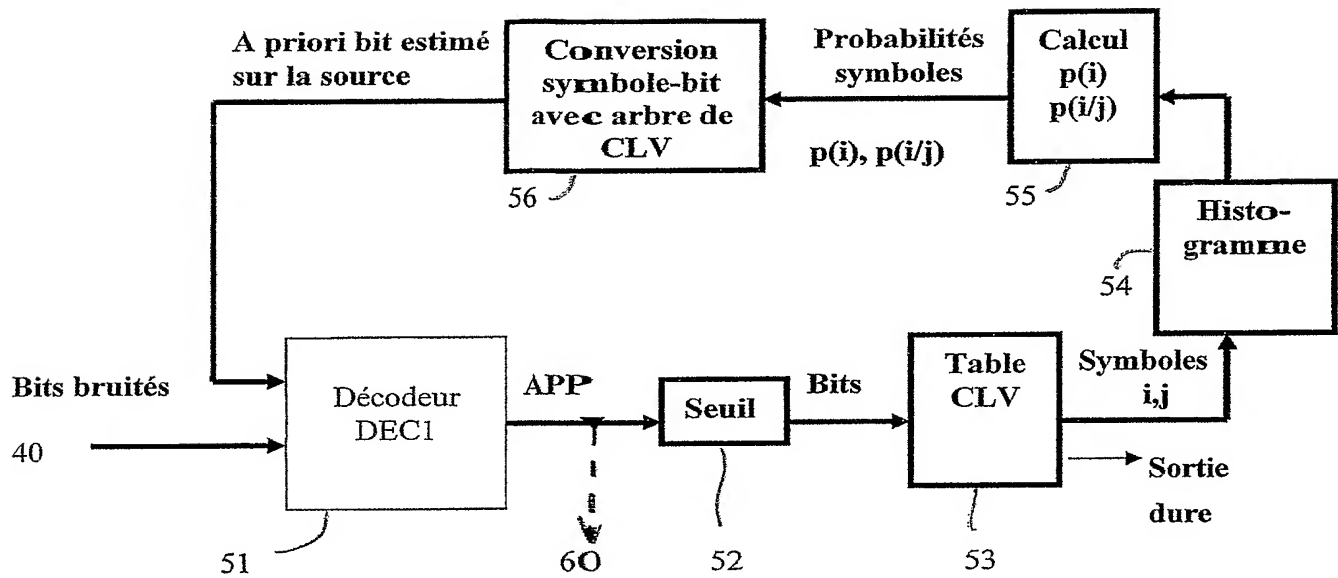 A priori bit estimé
sur la source
Conversion
symbole-bit
avec arbre de
CLV
56
Probabilités
symboles
p(i), p(i/j)
Calcul
p(i)
p(i/j)
55
Histo-
gramme
54
Bits bruités
40
Décodeur
DEC1
51
APP
60
Seuil
52
Bits
Table
CLV
53
Symboles
i,j
Sortie
dure